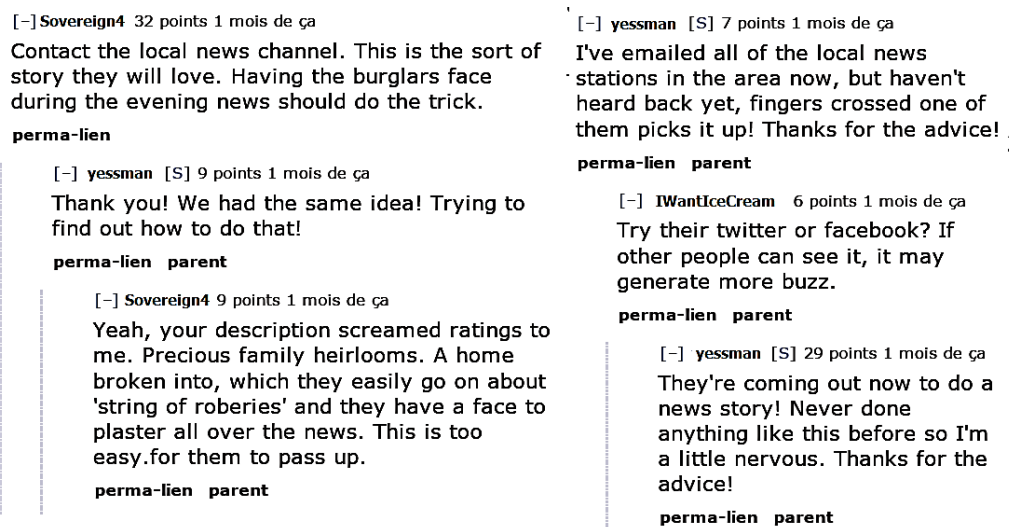 [-] Sovereign4 32 points 1 mois de ça
Contact the local news channel. This is the sort of
story they will love. Having the burglars face
during the evening news should do the trick.
perma-lien
[-] yessman [S] 9 points 1 mois de ça
Thank you! We had the same idea! Trying to
find out how to do that!
perma-lien parent
[-] Sovereign4 9 points 1 mois de ça
Yeah, your description screamed ratings to
me. Precious family heirlooms. A home
broken into, which they easily go on about
'string of roberies' and they have a face to
plaster all over the news. This is too
easy.for them to pass up.
perma-lien parent
[-] yessman [S] 7 points 1 mois de ça
I've emailed all of the local news
stations in the area now, but haven't
heard back yet, fingers crossed one of
them picks it up! Thanks for the advice!
perma-lien parent
[-] IWantIceCream 6 points 1 mois de ça
Try their twitter or facebook? If
other people can see it, it may
generate more buzz.
perma-lien parent
[-] yessman [S] 29 points 1 mois de ça
They're coming out now to do a
news story! Never done
anything like this before so I'm
a little nervous. Thanks for the
advice!
perma-lien parent